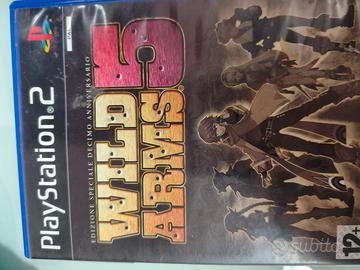 PlayStation®2
EDIZIONE SPECIALE DECIMO ANNIVERSARIO
WILD
ARMS
5
12+
subito